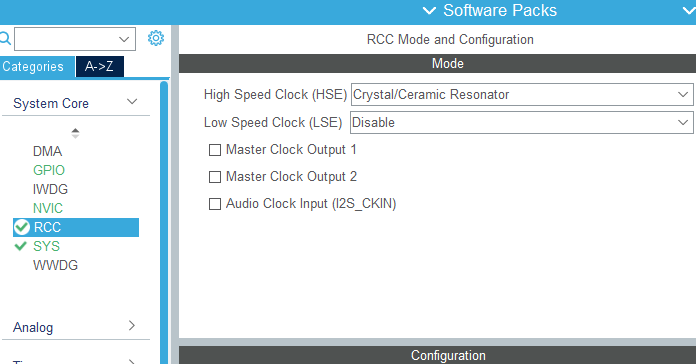 Software Packs
RCC Mode and Configuration
Categories A->Z
Mode
System Core
High Speed Clock (HSE) Crystal/Ceramic Resonator
Low Speed Clock (LSE) Disable
Master Clock Output 1
Master Clock Output 2
Audio Clock Input (I2S_CKIN)
DMA
GPIO
IWDG
NVIC
RCC
SYS
WWDG
Analog
Configuration